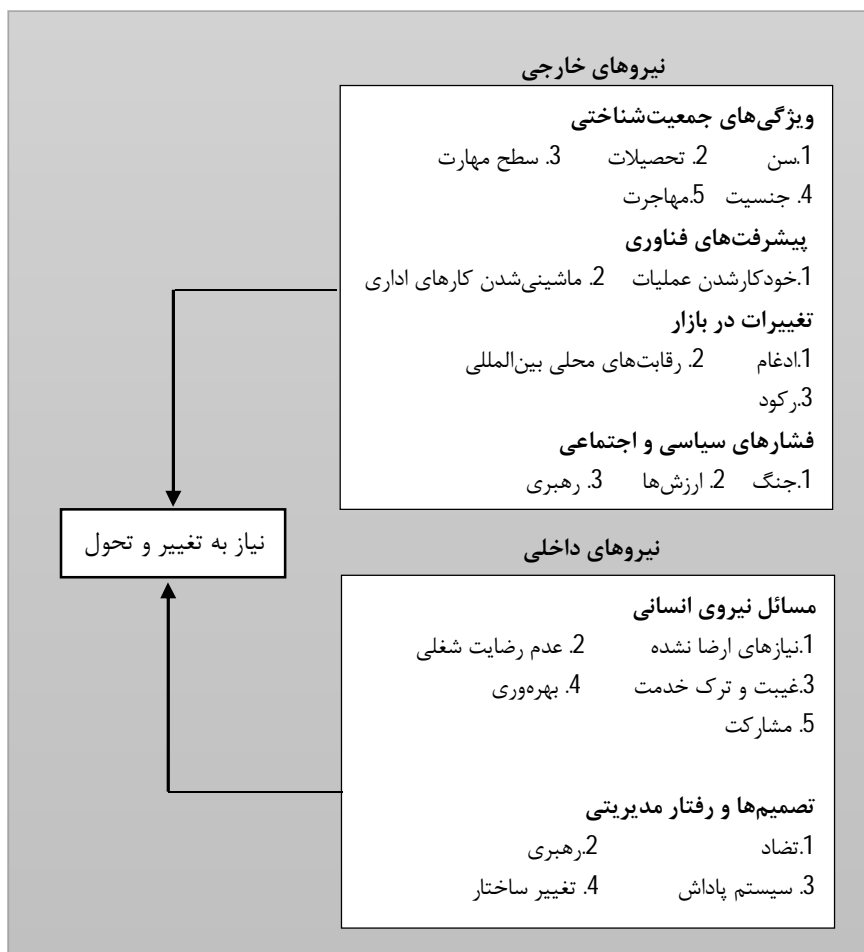 نیروهای خارجی
ویژگی‌های جمعیت‌شناختی
1.سن 2. تحصیلات 3. سطح مهارت
4. جنسیت 5.مهاجرت
پیشرفت‌های فناوری
1.خودکارشدن عملیات 2. ماشینی‌شدن کارهای اداری
تغییرات در بازار
1.ادغام 2. رقابت‌های محلی بین‌المللی
3.رکود
فشارهای سیاسی و اجتماعی
1.جنگ 2. ارزش‌ها 3. رهبری
نیاز به تغییر و تحول
نیروهای داخلی
مسائل نیروی انسانی
1.نیازهای ارضا نشده 2. عدم رضایت شغلی
3.غیبت و ترک خدمت 4. بهره‌وری
5. مشارکت
تصمیم‌ها و رفتار مدیریتی
1.تضاد 2.رهبری
3. سیستم پاداش 4. تغییر ساختار